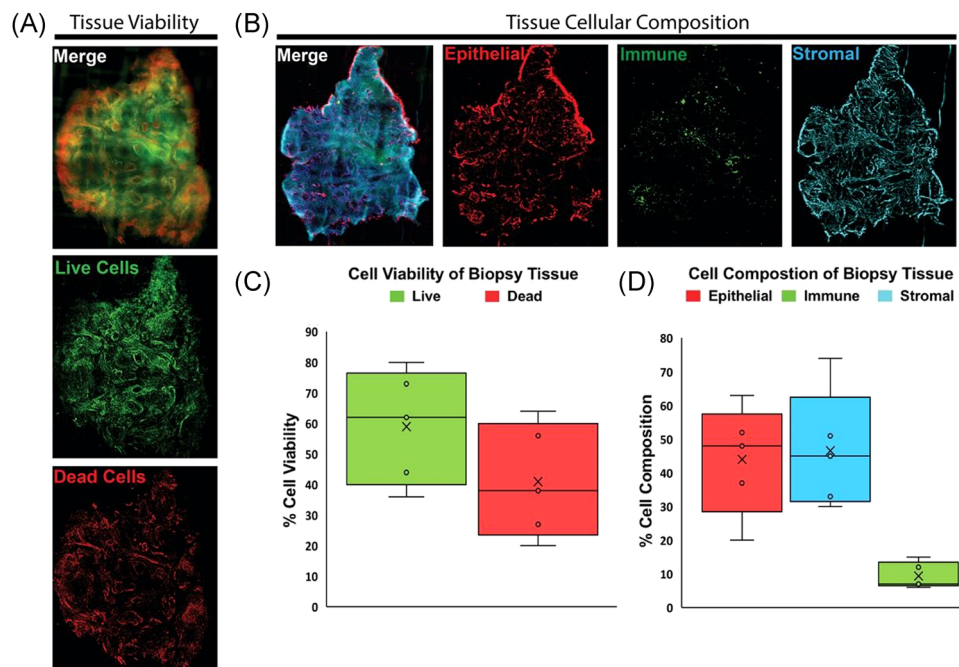 (A) Tissue Viability
Merge
Live Cells
Dead Cells
(B) Tissue Cellular Composition
Merge
Epithelial
Immune
Stromal
(C) Cell Viability of Biopsy Tissue
Live Dead
% Cell Viability
90
80
70
60
50
40
30
20
10
0
(D) Cell Compostion of Biopsy Tissue
Epithelial Immune Stromal
% Cell Composition
80
70
60
50
40
30
20
10
0